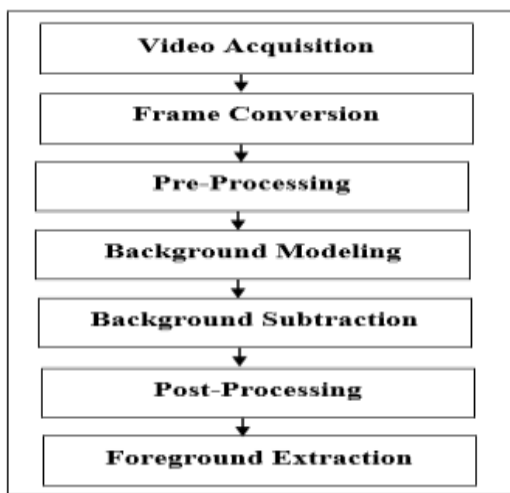 Video Acquisition
Frame Conversion
Pre-Processing
Background Modeling
Background Subtraction
Post-Processing
Foreground Extraction